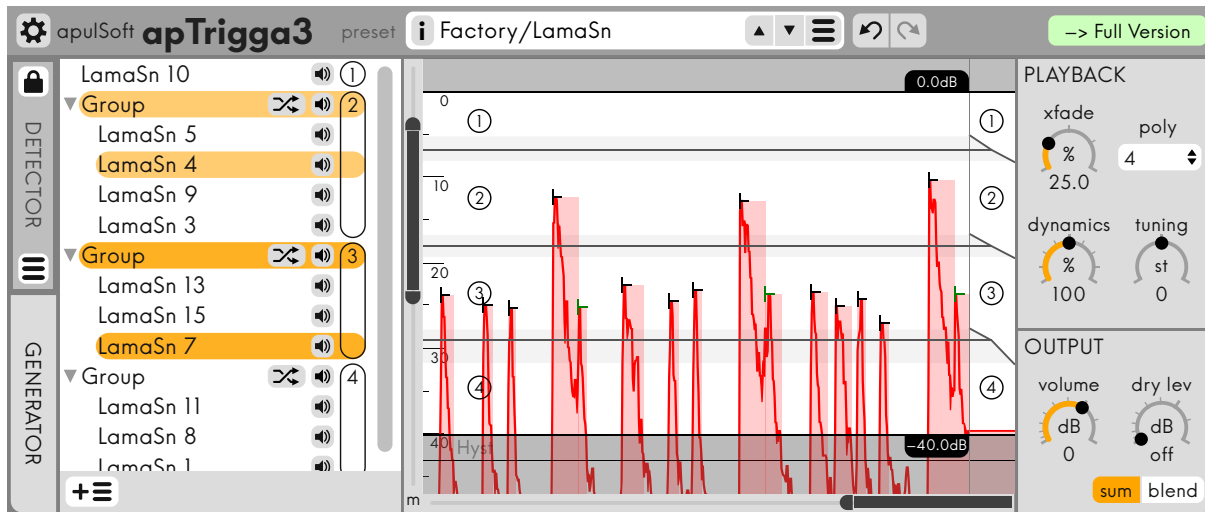 apulSoft apTrigga3 preset i Factory/LamaSn –> Full Version
DETECTOR
GENERATOR
LamaSn 10 1
Group 2
LamaSn 5
LamaSn 4
LamaSn 9
LamaSn 3
Group 3
LamaSn 13
LamaSn 15
LamaSn 7
Group 4
LamaSn 11
LamaSn 8
LamaSn 1
0.0dB
0
1 1
10
2 2
20
3 3
30
4 4
40 Hyst −40.0dB
m
PLAYBACK
xfade poly
% 4
25.0
dynamics tuning
% st
100 0
OUTPUT
volume dry lev
dB dB
0 off
sum blend